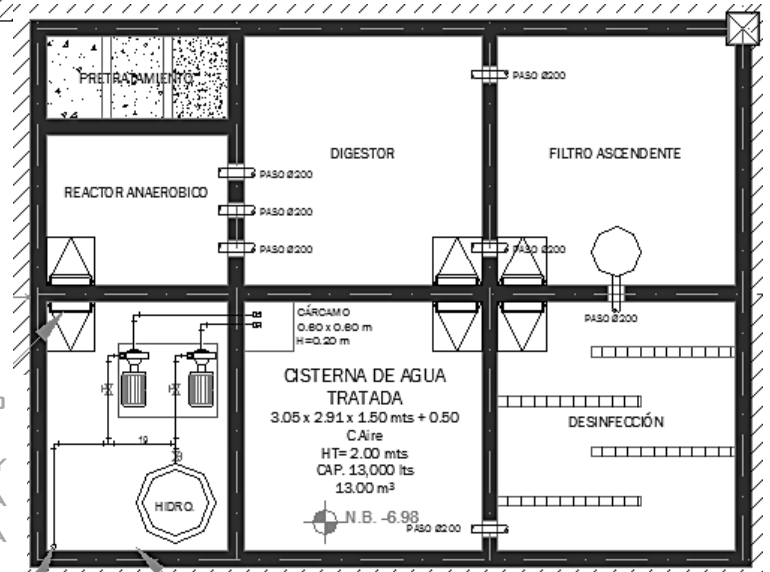 PRETRATAMIENTO
PASO Ø200
DIGESTOR
FILTRO ASCENDENTE
REACTOR ANAEROBICO
PASO Ø200
PASO Ø200
PASO Ø200
PASO Ø200
CÁRCAMO
0.60 x 0.60 m
H=0.20 m
PASO Ø200
CISTERNA DE AGUA
TRATADA
3.05 x 2.91 x 1.50 mts + 0.50
C.Aire
HT= 2.00 mts
CAP. 13,000 lts
13.00 m³
DESINFECCIÓN
HIDRO.
N.B. -6.98
PASO Ø200